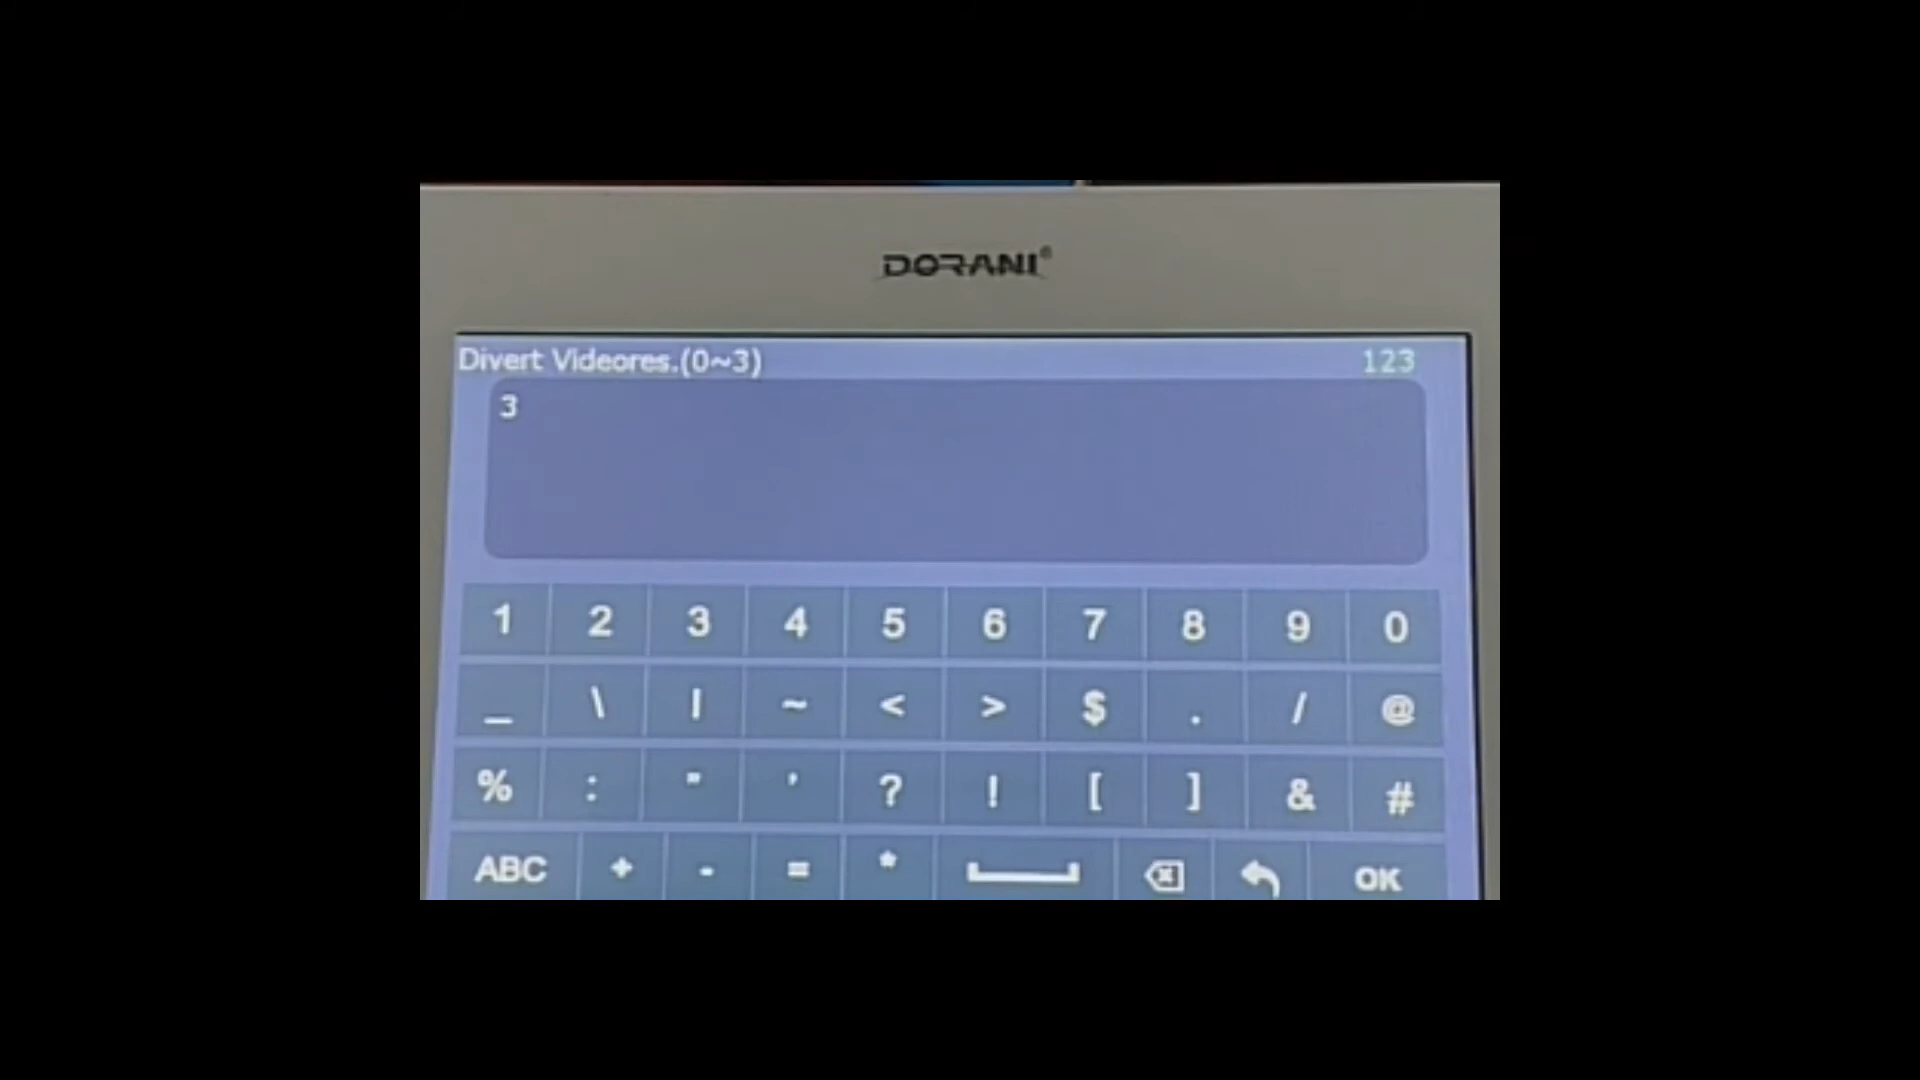 DORANI®
Divert Videores.(0~3) 123
3
1 2 3 4 5 6 7 8 9 0
_ \ | ~ < > $ . / @
% : " ' ? ! [ ] & #
ABC + - = * OK